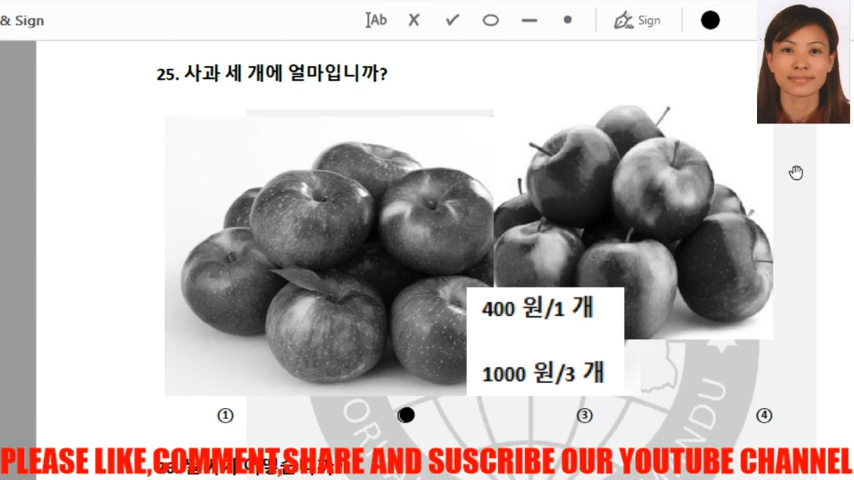 & Sign
Ab
Sign
25. 사과 세 개에 얼마입니까?
400 원/1 개
1000 원/3 개
① ③ ④
PLEASE LIKE,COMMENT,SHARE AND SUSCRIBE OUR YOUTUBE CHANNEL